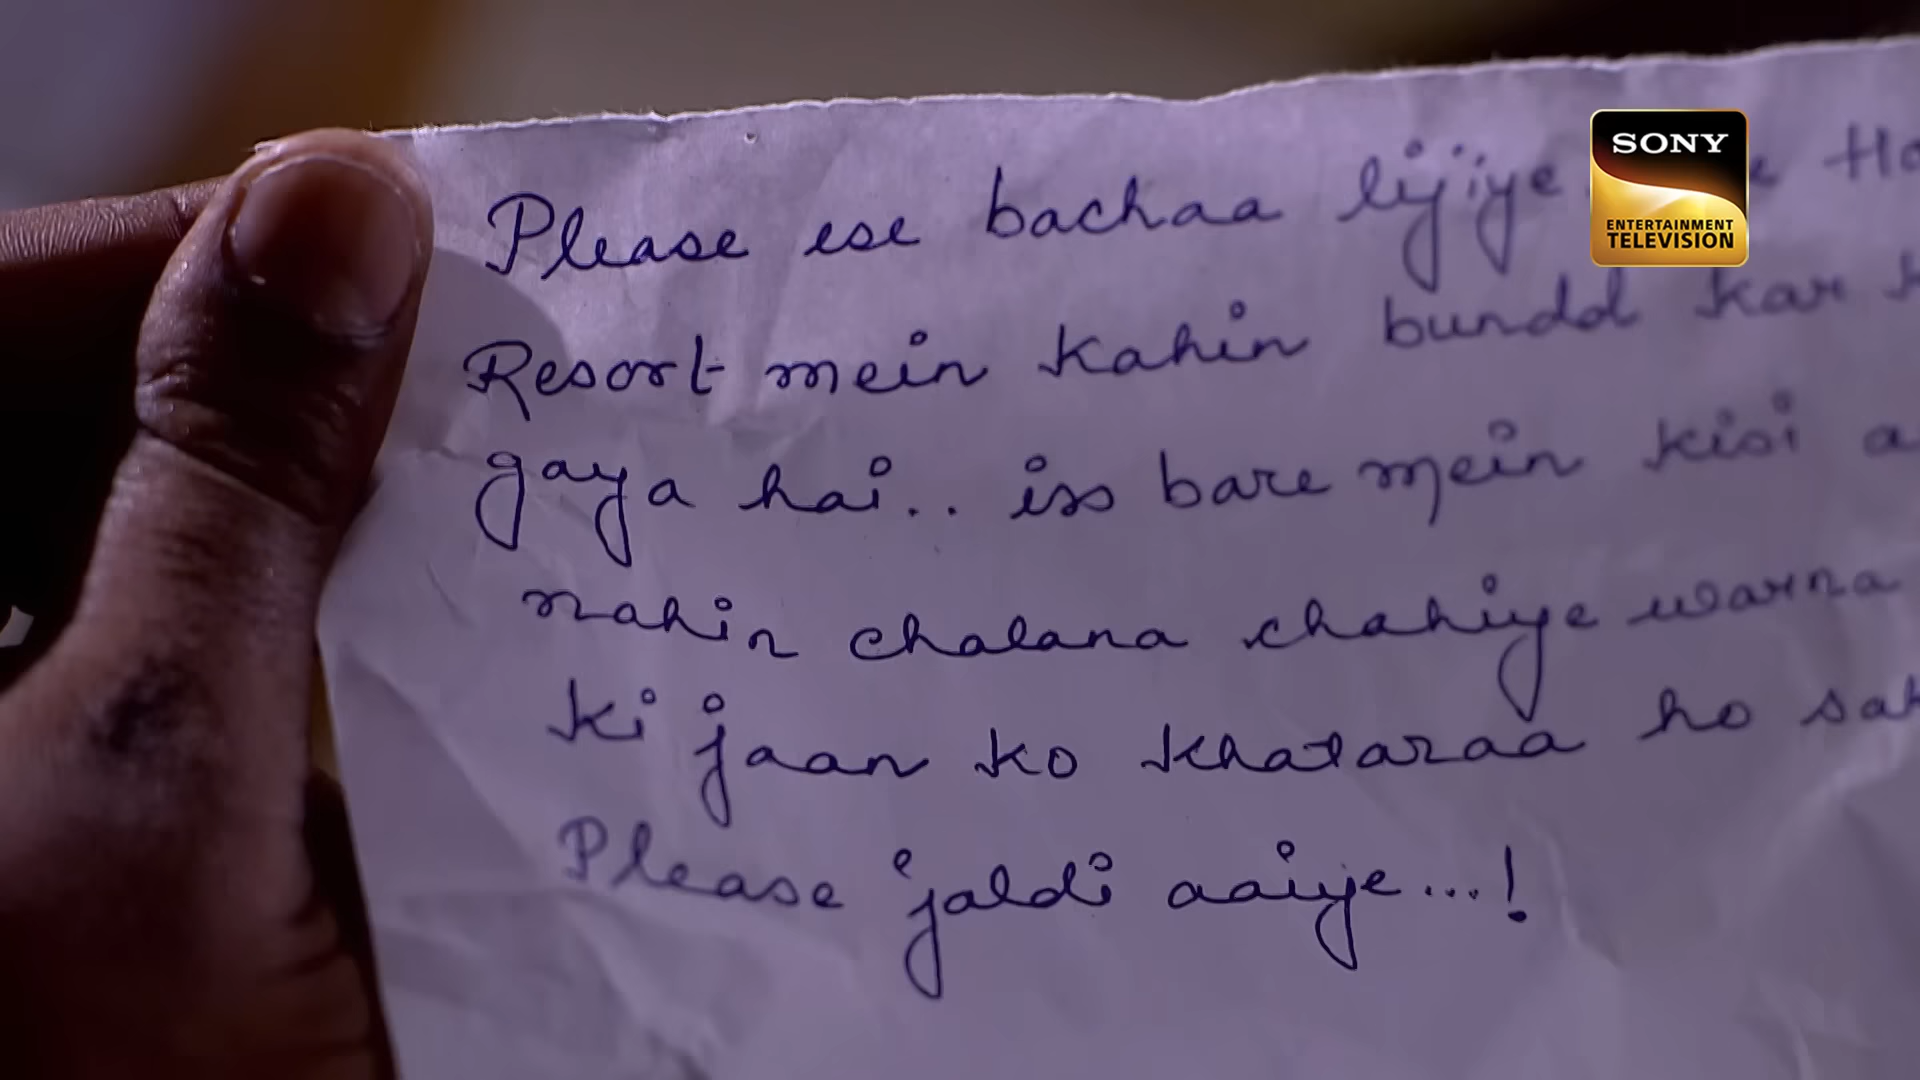 Please ese bachaa lijiye
Resort mein kahin bundd kar
gaya hai.. iss bare mein kisi
nahin chalana chahiye warna
ki jaan ko khataraa ho
Please jaldi aaiye...!
SONY
ENTERTAINMENT
TELEVISION